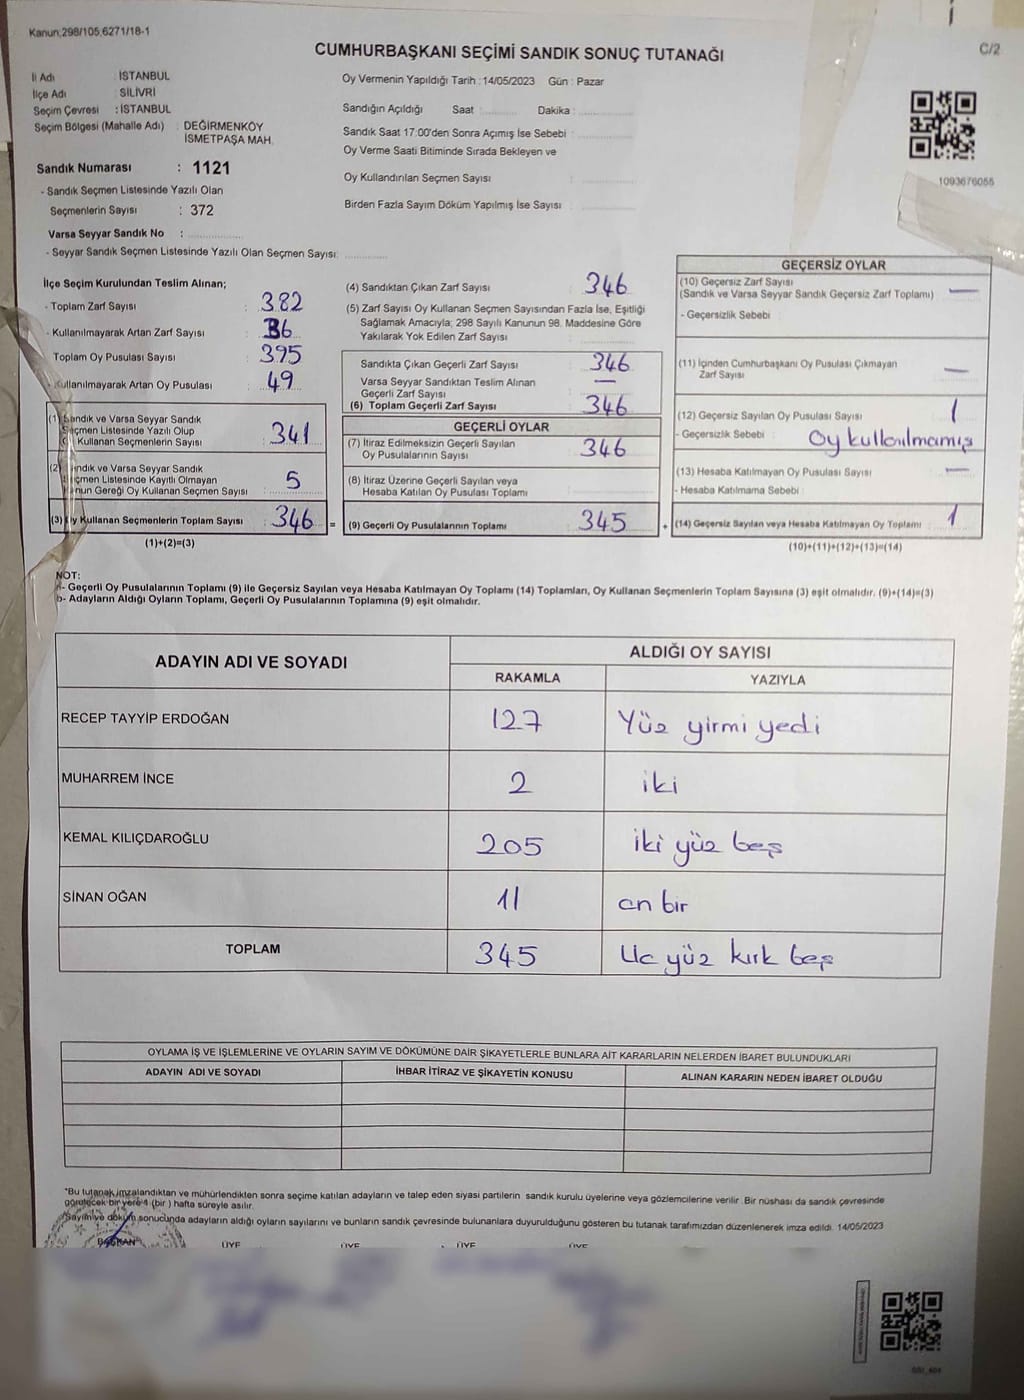 Kanun;298/105,6271/18-1
CUMHURBAŞKANI SEÇİMİ SANDIK SONUÇ TUTANAĞI
C/2
İl Adı : İSTANBUL
İlçe Adı : SİLİVRİ
Seçim Çevresi : İSTANBUL
Seçim Bölgesi (Mahalle Adı) : DEĞİRMENKÖY
İSMETPAŞA MAH.
Sandık Numarası : 1121
- Sandık Seçmen Listesinde Yazılı Olan
Seçmenlerin Sayısı : 372
Varsa Seyyar Sandık No :
- Seyyar Sandık Seçmen Listesinde Yazılı Olan Seçmen Sayısı:
Oy Vermenin Yapıldığı Tarih : 14/05/2023 Gün : Pazar
Sandığın Açıldığı Saat Dakika :
Sandık Saat 17:00'den Sonra Açımış İse Sebebi :
Oy Verme Saati Bitiminde Sırada Bekleyen ve
Oy Kullandırılan Seçmen Sayısı :
Birden Fazla Sayım Döküm Yapılmış İse Sayısı :
1093676055
İlçe Seçim Kurulundan Teslim Alınan;
- Toplam Zarf Sayısı : 382
- Kullanılmayarak Artan Zarf Sayısı : 36
Toplam Oy Pusulası Sayısı : 395
- Kullanılmayarak Artan Oy Pusulası : 49
(1) Sandık ve Varsa Seyyar Sandık
Seçmen Listesinde Yazılı Olup
Kullanan Seçmenlerin Sayısı : 341
(2) ndık ve Varsa Seyyar Sandık
çmen Listesinde Kayıtlı Olmayan
nun Gereği Oy Kullanan Seçmen Sayısı : 5
(3) Oy Kullanan Seçmenlerin Toplam Sayısı : 346 =
(1)+(2)=(3)
(4) Sandıktan Çıkan Zarf Sayısı : 346
(5) Zarf Sayısı Oy Kullanan Seçmen Sayısından Fazla İse, Eşitliği
Sağlamak Amacıyla; 298 Sayılı Kanunun 98. Maddesine Göre
Yakılarak Yok Edilen Zarf Sayısı :
Sandıkta Çıkan Geçerli Zarf Sayısı : 346
Varsa Seyyar Sandıktan Teslim Alınan
Geçerli Zarf Sayısı : —
(6) Toplam Geçerli Zarf Sayısı : 346
GEÇERLİ OYLAR
(7) İtiraz Edilmeksizin Geçerli Sayılan
Oy Pusulalarının Sayısı : 346
(8) İtiraz Üzerine Geçerli Sayılan veya
Hesaba Katılan Oy Pusulası Toplamı :
(9) Geçerli Oy Pusulalarının Toplamı : 345 +
GEÇERSİZ OYLAR
(10) Geçersiz Zarf Sayısı : —
(Sandık ve Varsa Seyyar Sandık Geçersiz Zarf Toplamı)
- Geçersizlik Sebebi :
(11) İçinden Cumhurbaşkanı Oy Pusulası Çıkmayan
Zarf Sayısı : —
(12) Geçersiz Sayılan Oy Pusulası Sayısı : 1
- Geçersizlik Sebebi : Oy kullanılmamış
(13) Hesaba Katılmayan Oy Pusulası Sayısı : —
- Hesaba Katılmama Sebebi :
(14) Geçersiz Sayılan veya Hesaba Katılmayan Oy Toplamı : 1
(10)+(11)+(12)+(13)=(14)
NOT:
a- Geçerli Oy Pusulalarının Toplamı (9) ile Geçersiz Sayılan veya Hesaba Katılmayan Oy Toplamı (14) Toplamları, Oy Kullanan Seçmenlerin Toplam Sayısına (3) eşit olmalıdır. (9)+(14)=(3)
b- Adayların Aldığı Oyların Toplamı, Geçerli Oy Pusulalarının Toplamına (9) eşit olmalıdır.
ADAYIN ADI VE SOYADI ALDIĞI OY SAYISI
RAKAMLA YAZIYLA
RECEP TAYYİP ERDOĞAN 127 Yüz yirmi yedi
MUHARREM İNCE 2 iki
KEMAL KILIÇDAROĞLU 205 iki yüz beş
SİNAN OĞAN 11 on bir
TOPLAM 345 Uc yüz kırk beş
OYLAMA İŞ VE İŞLEMLERİNE VE OYLARIN SAYIM VE DÖKÜMÜNE DAİR ŞİKAYETLERLE BUNLARA AİT KARARLARIN NELERDEN İBARET BULUNDUKLARI
ADAYIN ADI VE SOYADI İHBAR İTİRAZ VE ŞİKAYETİN KONUSU ALINAN KARARIN NEDEN İBARET OLDUĞU
*Bu tutanak imzalandıktan ve mühürlendikten sonra seçime katılan adayların ve talep eden siyasi partilerin sandık kurulu üyelerine veya gözlemcilerine verilir. Bir nüshası da sandık çevresinde
görülecek bir yere 1 (bir) hafta süreyle asılır.
*Sayım ve döküm sonucunda adayların aldığı oyların sayılarını ve bunların sandık çevresinde bulunanlara duyurulduğunu gösteren bu tutanak tarafımızdan düzenlenerek imza edildi. 14/05/2023
BAŞKAN ÜYE ÜYE ÜYE ÜYE